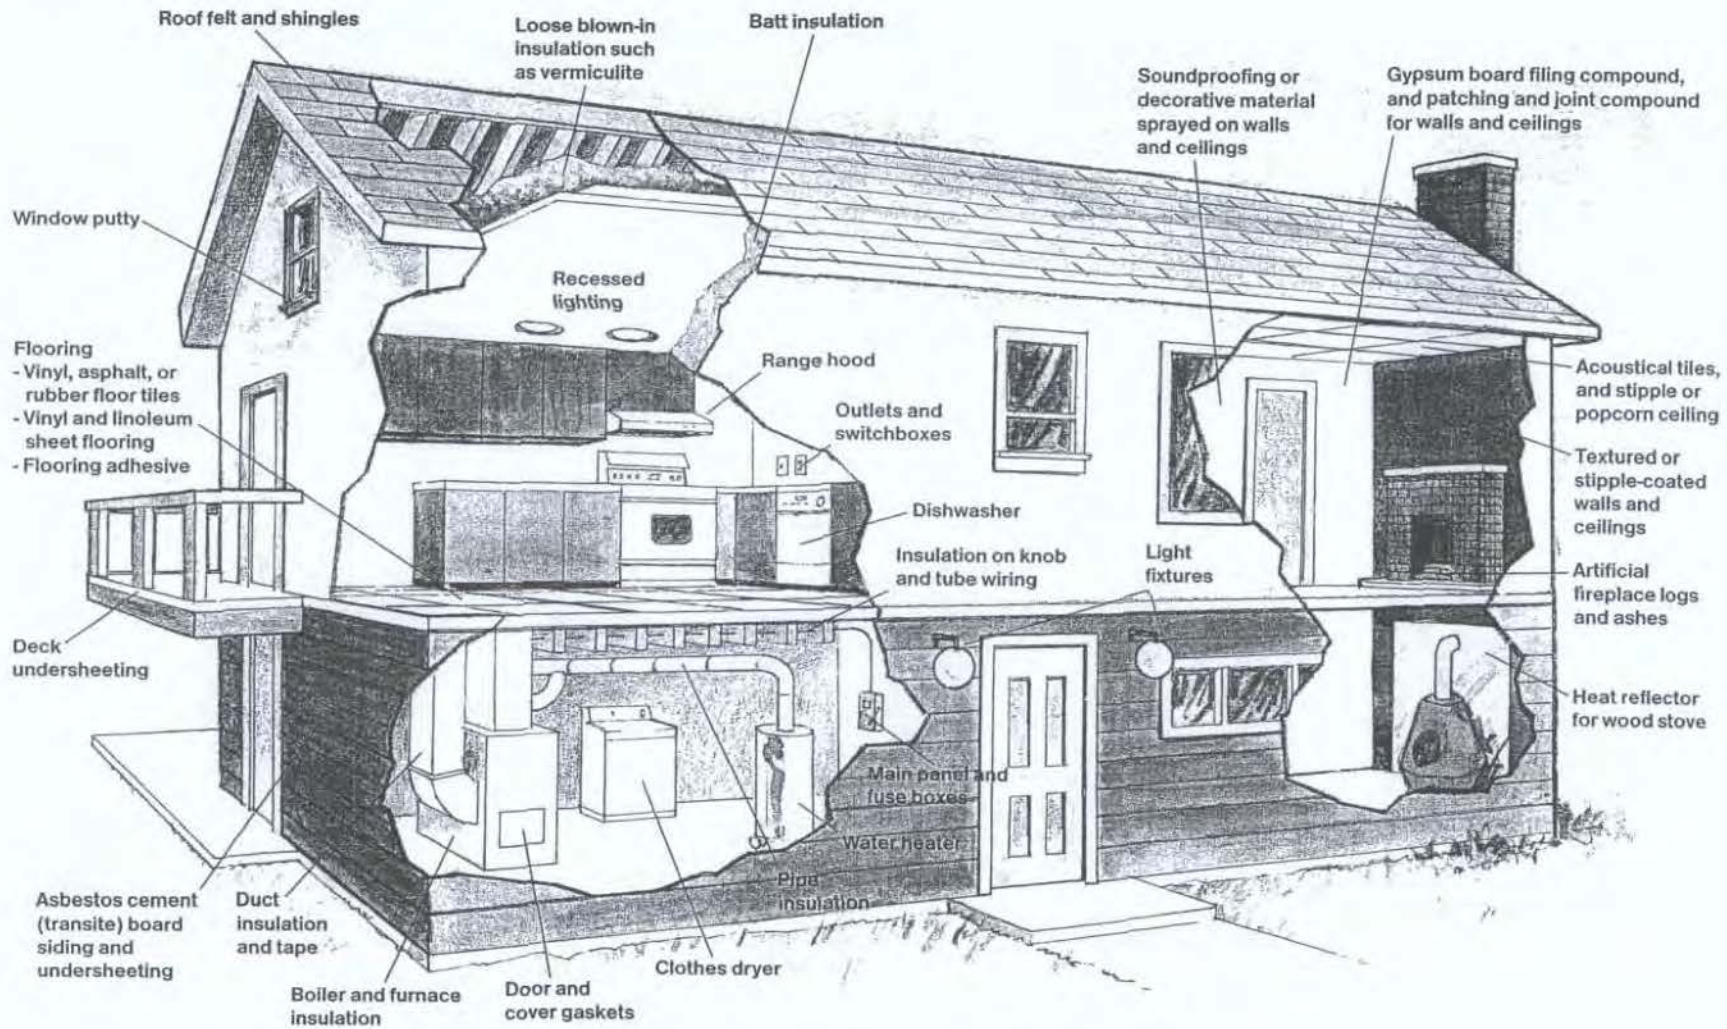 Roof felt and shingles
Loose blown-in
insulation such
as vermiculite
Batt insulation
Soundproofing or
decorative material
sprayed on walls
and ceilings
Gypsum board filing compound,
and patching and joint compound
for walls and ceilings
Window putty
Recessed
lighting
Flooring
- Vinyl, asphalt, or
rubber floor tiles
- Vinyl and linoleum
sheet flooring
- Flooring adhesive
Range hood
Outlets and
switchboxes
Acoustical tiles,
and stipple or
popcorn ceiling
Textured or
stipple-coated
walls and
ceilings
Dishwasher
Insulation on knob
and tube wiring
Light
fixtures
Artificial
fireplace logs
and ashes
Deck
undersheeting
Heat reflector
for wood stove
Main panel and
fuse boxes
Water heater
Pipe
insulation
Asbestos cement
(transite) board
siding and
undersheeting
Duct
insulation
and tape
Boiler and furnace
insulation
Door and
cover gaskets
Clothes dryer